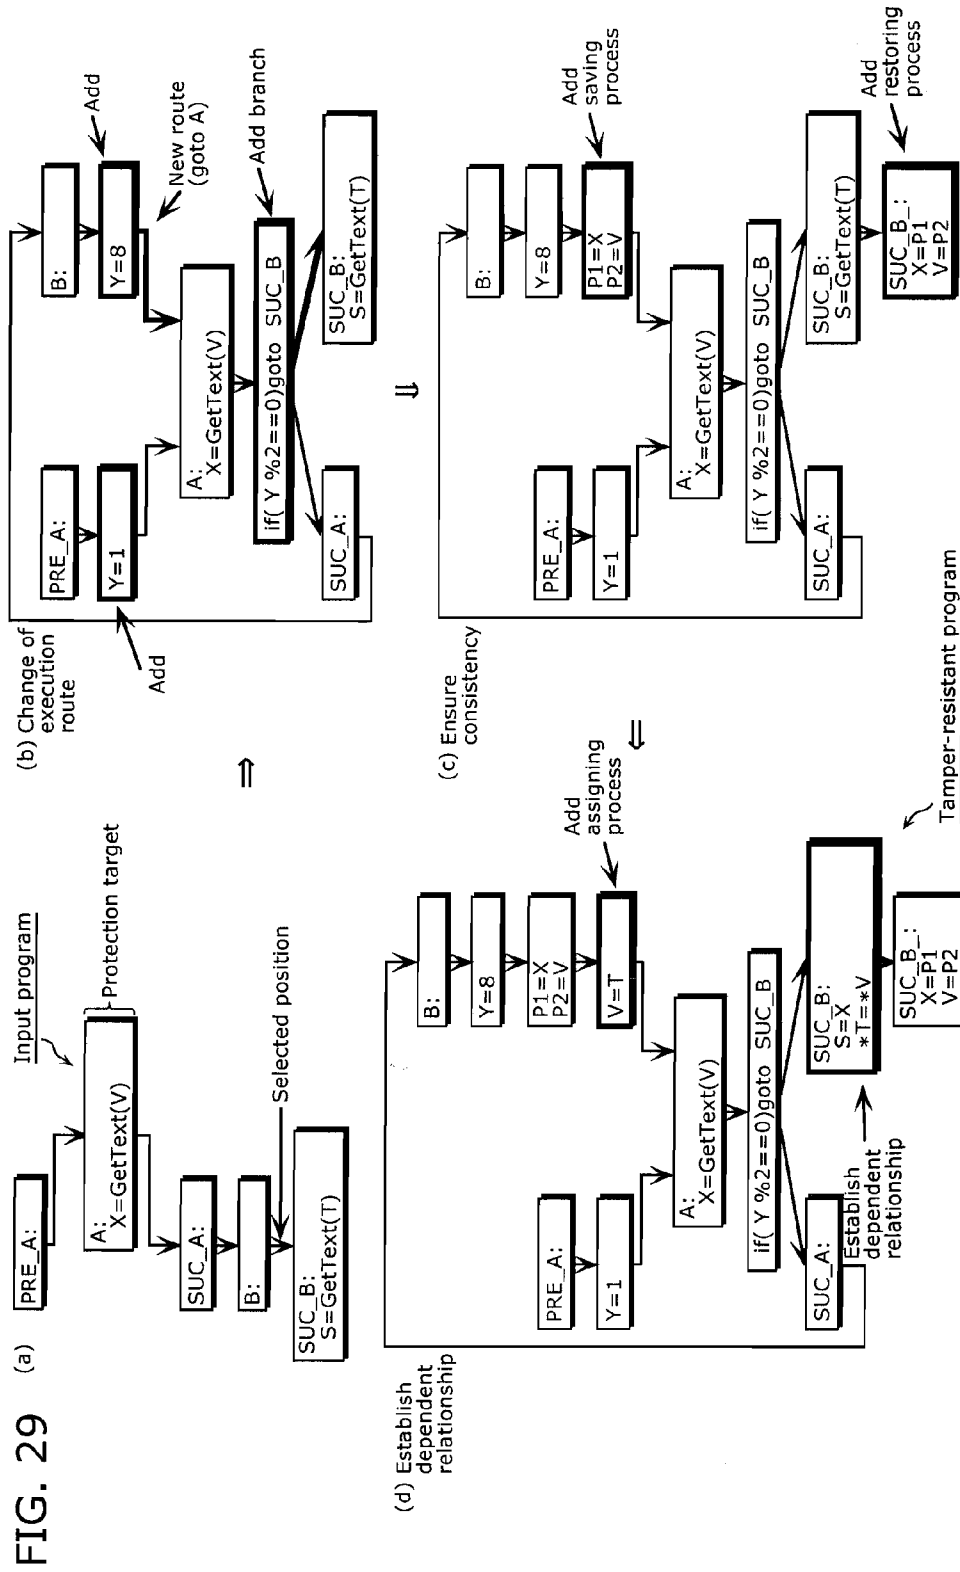 FIG. 29
(a)
Input program
PRE_A:
A:
X=GetText(V)
Protection target
SUC_A:
B:
Selected position
SUC_B:
S=GetText(T)
⇒
(b) Change of
execution
route
PRE_A:
Y=1
Add
B:
Y=8
Add
New route
(goto A)
A:
X=GetText(V)
if( Y %2==0)goto SUC_B
Add branch
SUC_A:
SUC_B:
S=GetText(T)
⇒
(c) Ensure
consistency
PRE_A:
Y=1
B:
Y=8
P1=X
P2=V
Add
saving
process
A:
X=GetText(V)
if( Y %2==0)goto SUC_B
SUC_A:
SUC_B:
S=GetText(T)
SUC_B_:
X=P1
V=P2
Add
restoring
process
⇒
(d) Establish
dependent
relationship
PRE_A:
Y=1
B:
Y=8
P1=X
P2=V
V=T
Add
assigning
process
A:
X=GetText(V)
if( Y %2==0)goto SUC_B
SUC_A:
Establish
dependent
relationship
SUC_B:
S=X
*T=*V
SUC_B_:
X=P1
V=P2
Tamper-resistant program